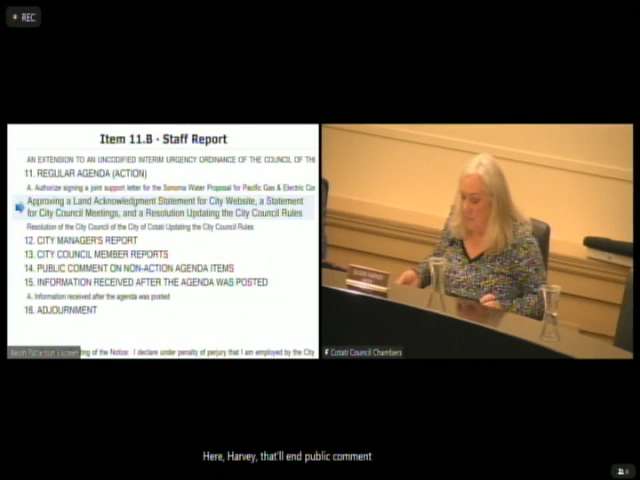 REC
Item 11.B - Staff Report
AN EXTENSION TO AN UNCODIFIED INTERIM URGENCY ORDINANCE OF THE COUNCIL OF TH
11. REGULAR AGENDA (ACTION)
A. Authorize signing a joint support letter for the Sonoma Water Proposal for Pacific Gas & Electric Co
Approving a Land Acknowledgment Statement for City Website, a Statement
for City Council Meetings, and a Resolution Updating the City Council Rules
Resolution of the City Council of the City of Cotati Updating the City Council Rules
12. CITY MANAGER'S REPORT
13. CITY COUNCIL MEMBER REPORTS
14. PUBLIC COMMENT ON NON-ACTION AGENDA ITEMS
15. INFORMATION RECEIVED AFTER THE AGENDA WAS POSTED
A. Information received after the agenda was posted
16. ADJOURNMENT
ing of the Notice: I declare under penalty of perjury that I am employed by the City
Cotati Council Chambers
Here, Harvey, that'll end public comment